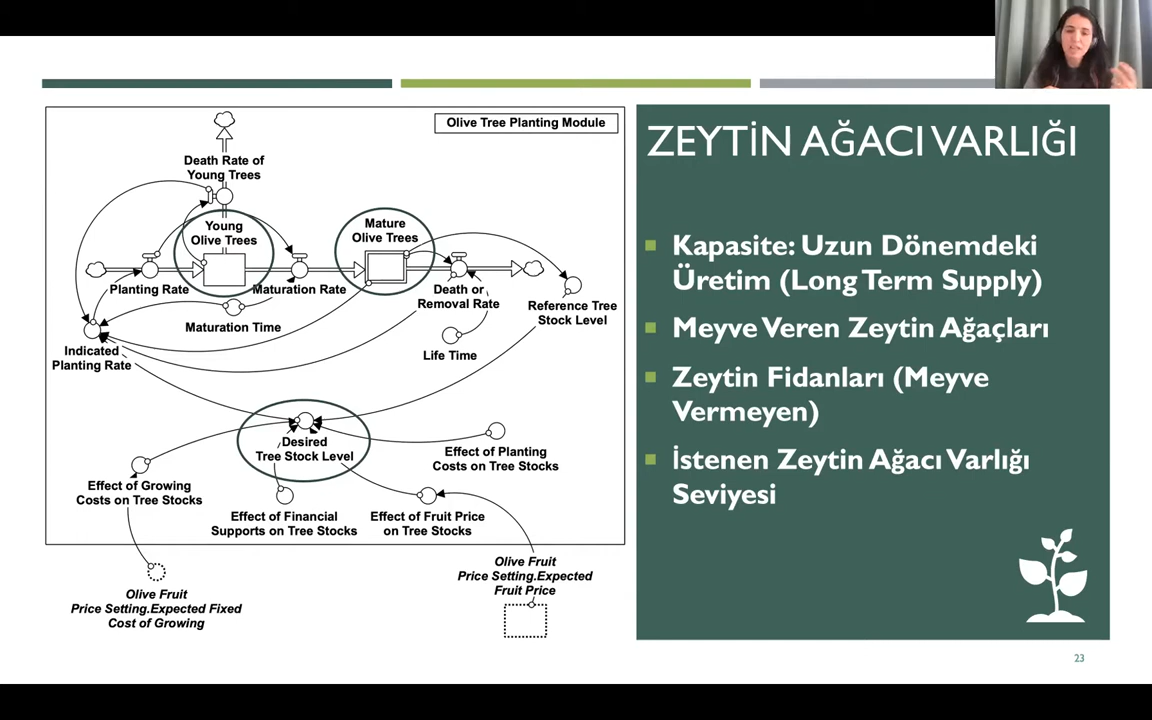 Olive Tree Planting Module
Death Rate of
Young Trees
Young
Olive Trees
Mature
Olive Trees
Planting Rate
Maturation Rate
Death or
Removal Rate
Reference Tree
Stock Level
Maturation Time
Life Time
Indicated
Planting Rate
Desired
Tree Stock Level
Effect of Planting
Costs on Tree Stocks
Effect of Growing
Costs on Tree Stocks
Effect of Financial
Supports on Tree Stocks
Effect of Fruit Price
on Tree Stocks
Olive Fruit
Price Setting.Expected
Fruit Price
Olive Fruit
Price Setting.Expected Fixed
Cost of Growing
ZEYTİN AĞACI VARLIĞI
Kapasite: Uzun Dönemdeki
Üretim (Long Term Supply)
Meyve Veren Zeytin Ağaçları
Zeytin Fidanları (Meyve
Vermeyen)
İstenen Zeytin Ağacı Varlığı
Seviyesi
23